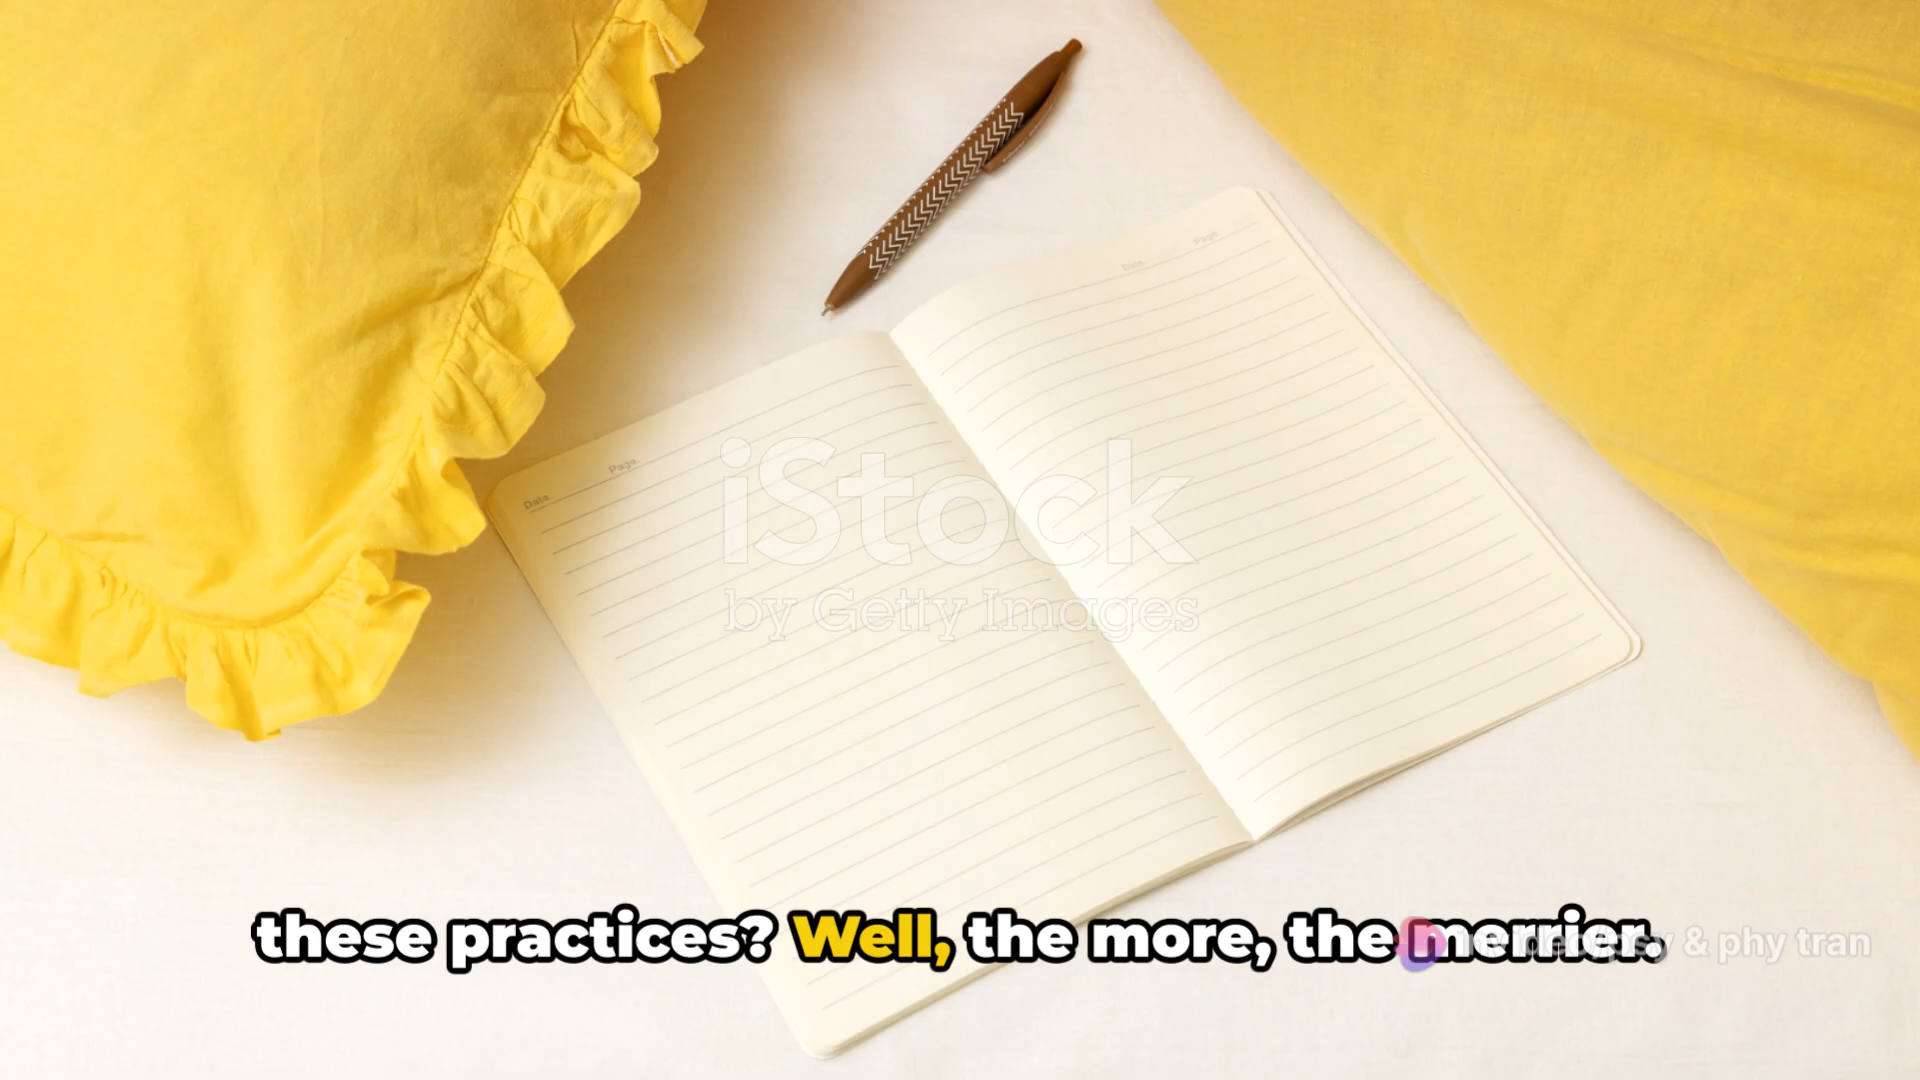 Page.
Date.
Page.
Date.
iStock
by Getty Images
these practices? Well, the more, the merrier.
& phy tran